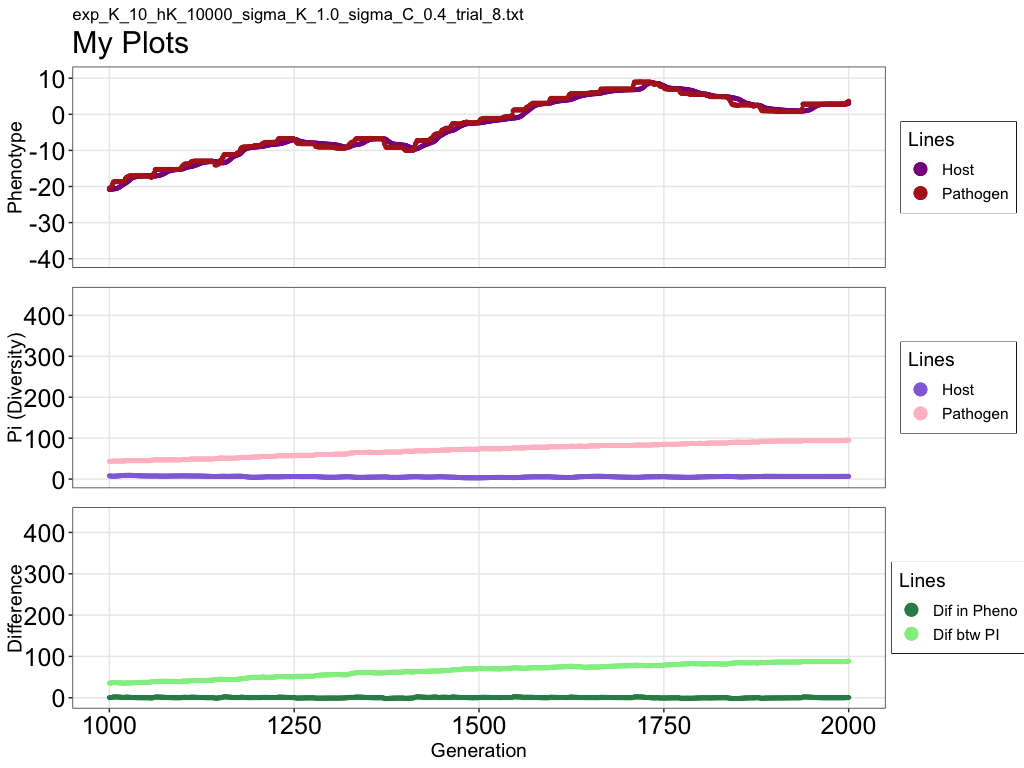 exp_K_10_hK_10000_sigma_K_1.0_sigma_C_0.4_trial_8.txt
My Plots
Phenotype
10
0
-10
-20
-30
-40
Lines
Host
Pathogen
Pi (Diversity)
400
300
200
100
0
Lines
Host
Pathogen
Difference
400
300
200
100
0
Lines
Dif in Pheno
Dif btw PI
1000 1250 1500 1750 2000
Generation